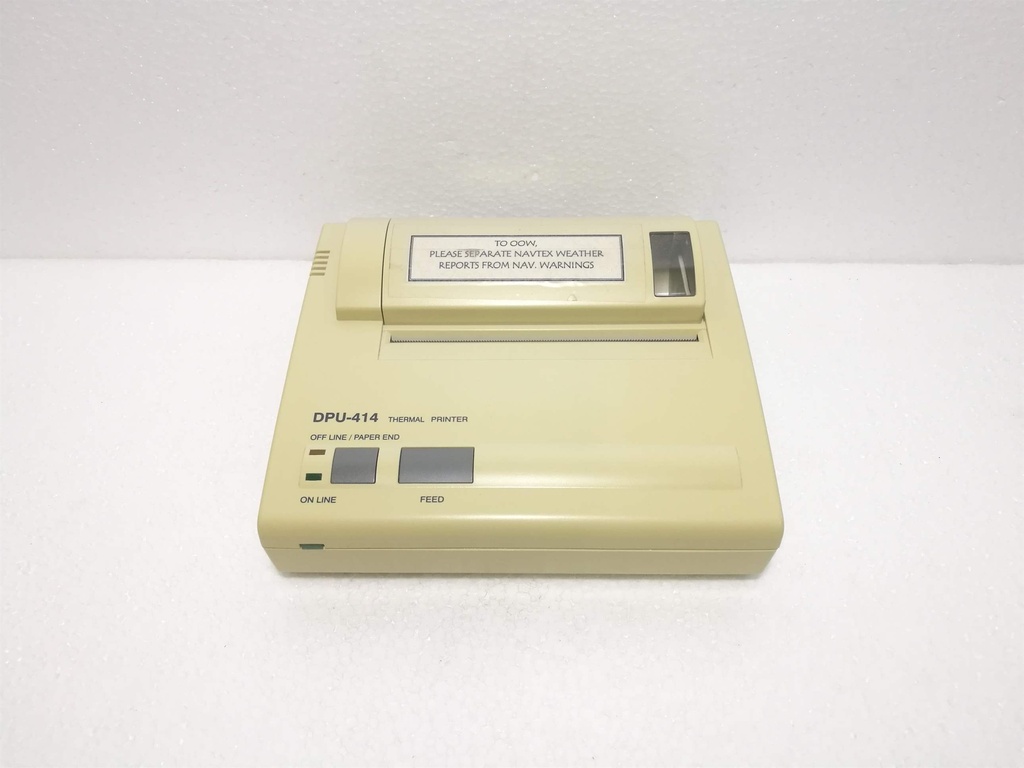 TO OOW,
PLEASE SEPARATE NAVTEX WEATHER
REPORTS FROM NAV. WARNINGS
DPU-414 THERMAL PRINTER
OFF LINE / PAPER END
ON LINE FEED